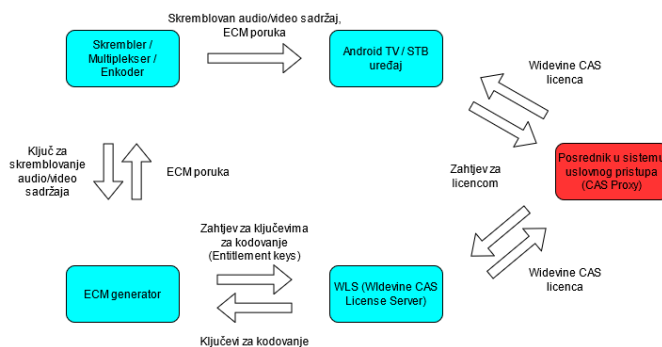 Skremblovan audio/video sadržaj,
ECM poruka
Skrembler /
Multiplekser /
Enkoder
Android TV / STB
uređaj
Widevine CAS
licenca
Ključ za
skremblovanje
audio/video
sadržaja
ECM poruka
Zahtjev za
licencom
Posrednik u sistemu
uslovnog pristupa
(CAS Proxy)
Zahtjev za ključevima
za kodovanje
(Entitlement keys)
ECM generator
WLS (WIdevine CAS
License Server)
Widevine CAS
licenca
Ključevi za kodovanje